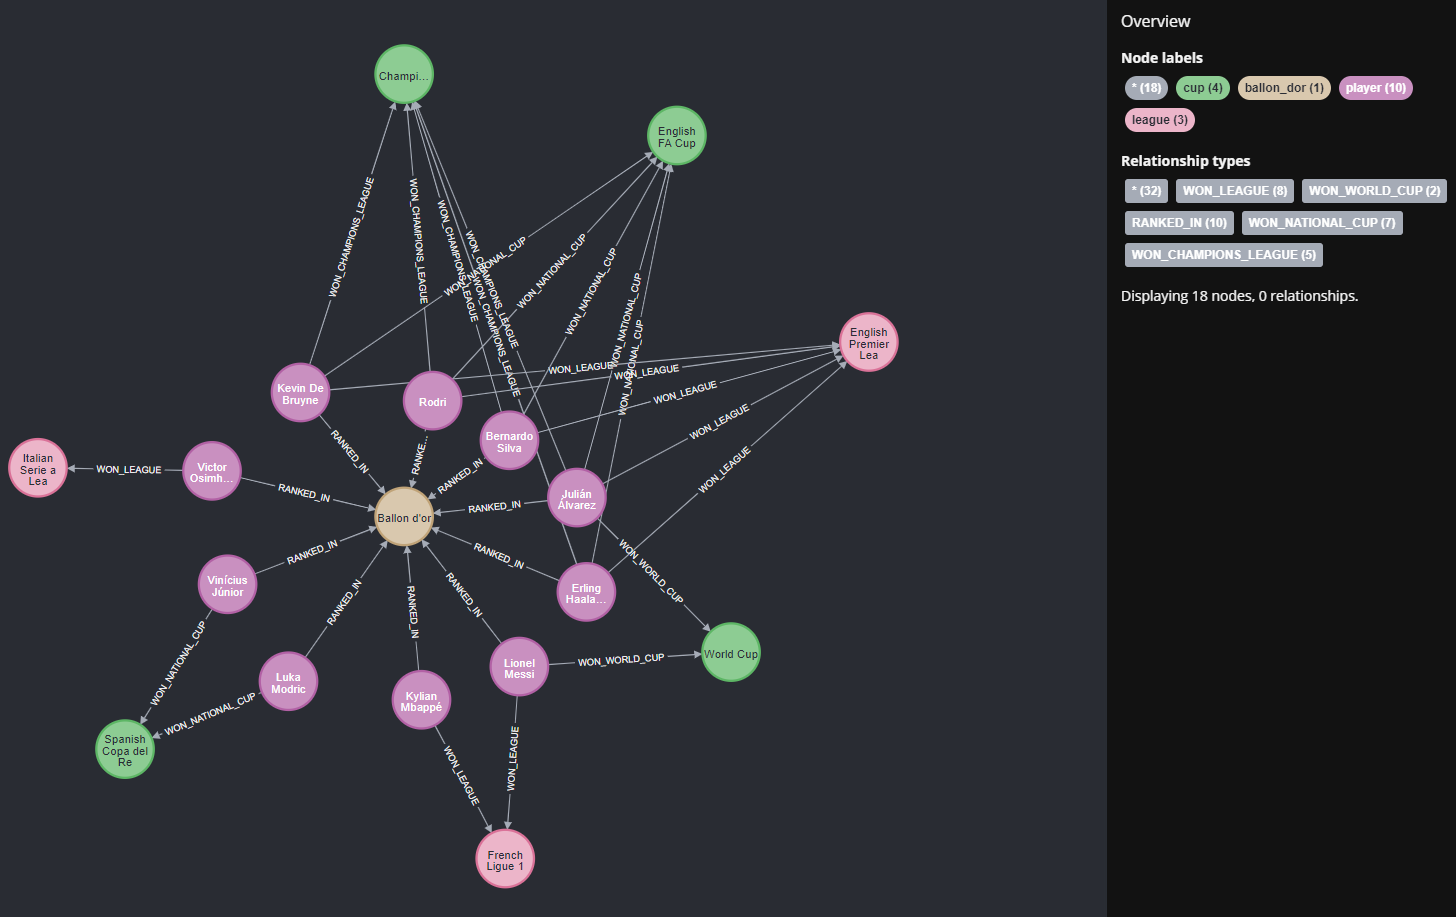 Champi...
English
FA Cup
English
Premier
Lea
Kevin De
Bruyne
Rodri
Bernardo
Silva
Italian
Serie a
Lea
Victor
Osimh...
Julián
Álvarez
Ballon d'or
Vinícius
Júnior
Erling
Haala...
Luka
Modric
Kylian
Mbappé
Lionel
Messi
World Cup
Spanish
Copa del
Re
French
Ligue 1
WON_CHAMPIONS_LEAGUE
WON_CHAMPIONS_LEAGUE
WON_CHAMPIONS_LEAGUE
WON_CHAMPIONS_LEAGUE
WON_CHAMPIONS_LEAGUE
WON_NATIONAL_CUP
WON_NATIONAL_CUP
WON_NATIONAL_CUP
WON_NATIONAL_CUP
WON_NATIONAL_CUP
WON_LEAGUE
WON_LEAGUE
WON_LEAGUE
WON_LEAGUE
WON_LEAGUE
RANKED_IN
RANKE...
RANKED_IN
RANKED_IN
WON_LEAGUE
RANKED_IN
RANKED_IN
RANKED_IN
RANKED_IN
RANKED_IN
RANKED_IN
WON_WORLD_CUP
WON_WORLD_CUP
WON_NATIONAL_CUP
WON_NATIONAL_CUP
WON_LEAGUE
WON_LEAGUE
Overview
Node labels
* (18) cup (4) ballon_dor (1) player (10)
league (3)
Relationship types
* (32) WON_LEAGUE (8) WON_WORLD_CUP (2)
RANKED_IN (10) WON_NATIONAL_CUP (7)
WON_CHAMPIONS_LEAGUE (5)
Displaying 18 nodes, 0 relationships.